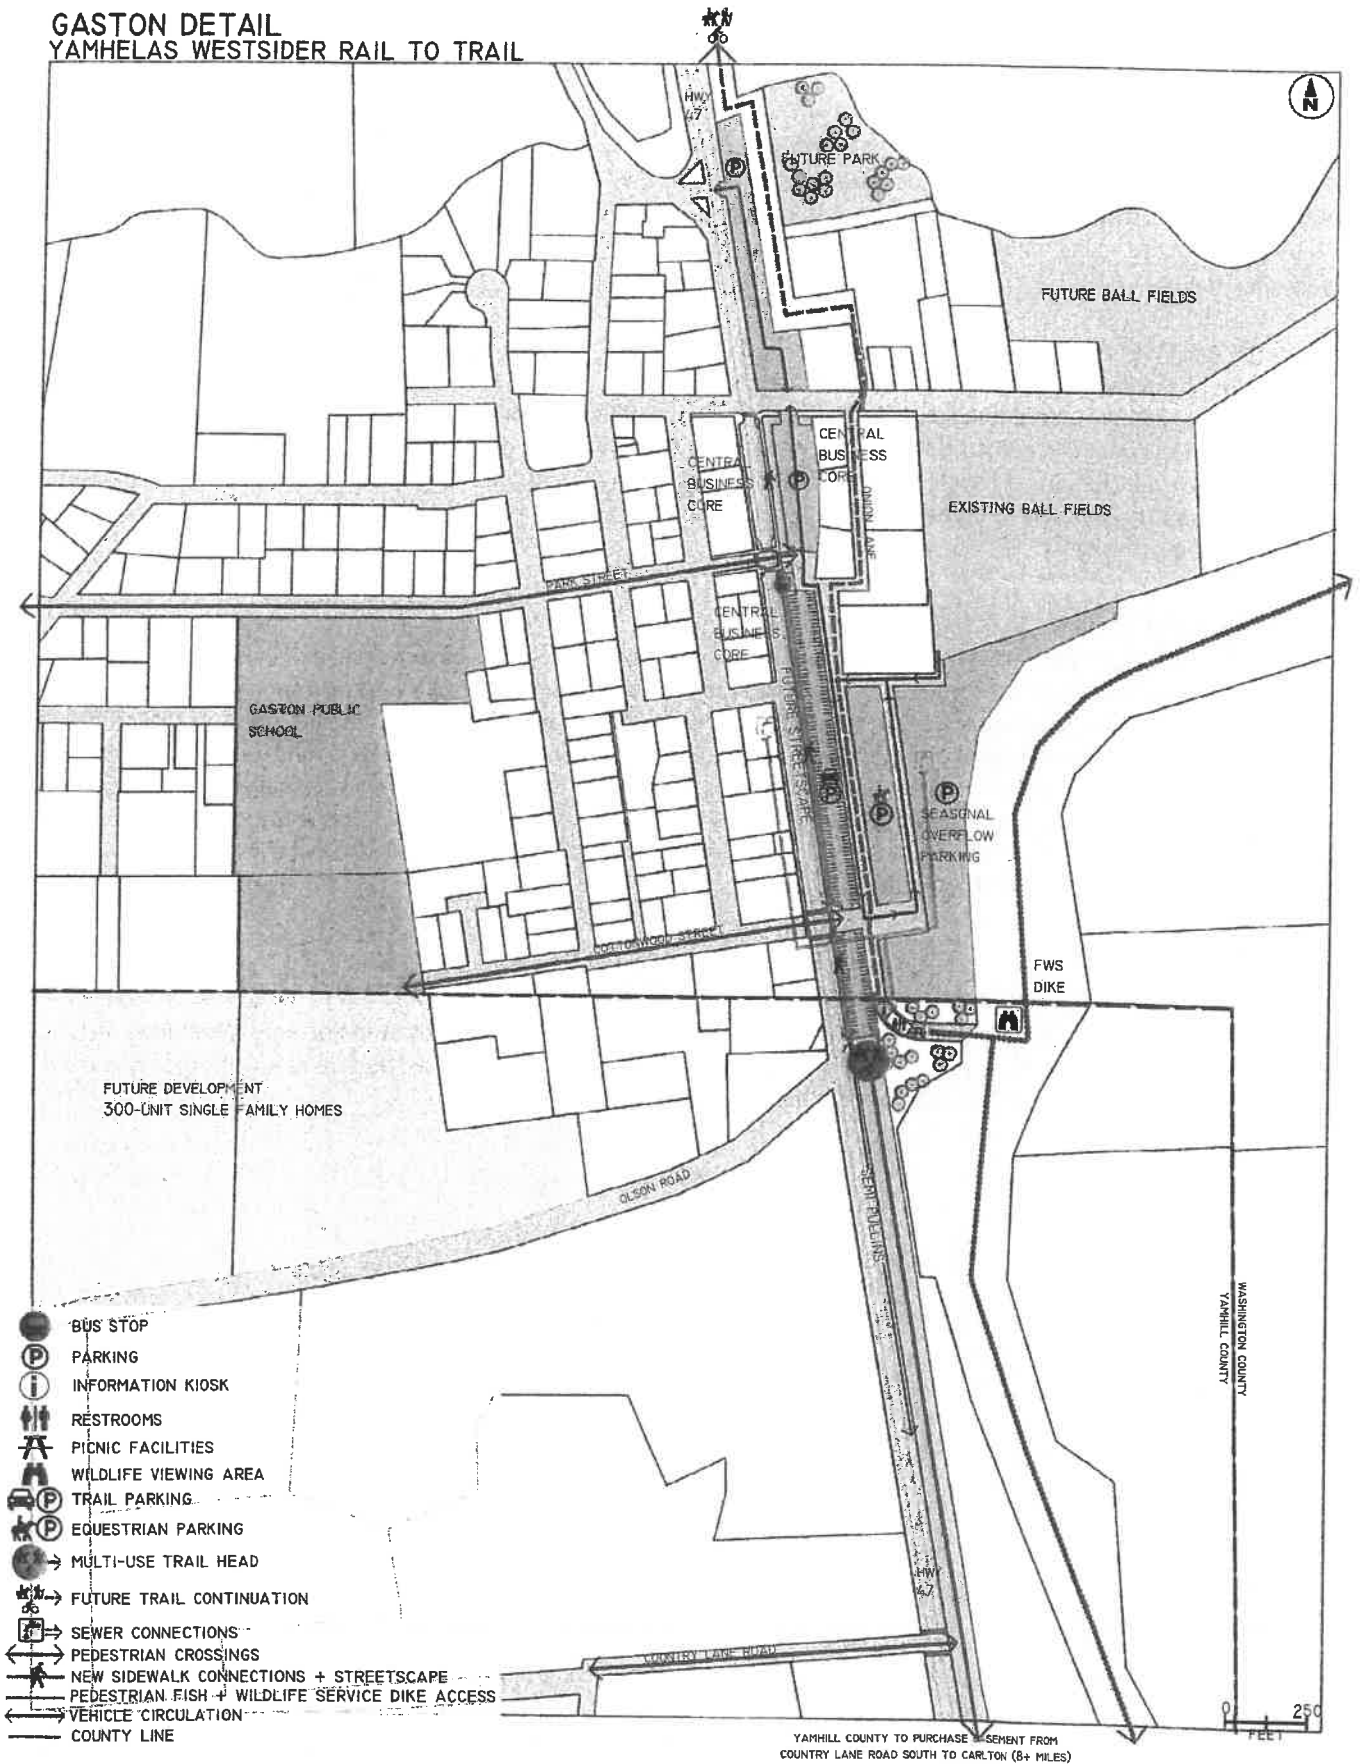 GASTON DETAIL
YAMHELAS WESTSIDER RAIL TO TRAIL
N
HWY
47
P
FUTURE PARK
FUTURE BALL FIELDS
CENTRAL
BUSINESS
CORE
P
CENTRAL
BUSINESS
CORE
ONION LANE
EXISTING BALL FIELDS
PARK STREET
CENTRAL
BUSINESS
CORE
GASTON PUBLIC
SCHOOL
FUTURE STREETSCAPE
P
P
P
SEASONAL
OVERFLOW
PARKING
COTTONWOOD STREET
FWS
DIKE
FUTURE DEVELOPMENT
300-UNIT SINGLE FAMILY HOMES
OLSON ROAD
SEMI PULLINS
WASHINGTON COUNTY
YAMHILL COUNTY
BUS STOP
P PARKING
i INFORMATION KIOSK
RESTROOMS
PICNIC FACILITIES
WILDLIFE VIEWING AREA
P TRAIL PARKING
P EQUESTRIAN PARKING
MULTI-USE TRAIL HEAD
FUTURE TRAIL CONTINUATION
SEWER CONNECTIONS
PEDESTRIAN CROSSINGS
NEW SIDEWALK CONNECTIONS + STREETSCAPE
PEDESTRIAN FISH + WILDLIFE SERVICE DIKE ACCESS
VEHICLE CIRCULATION
COUNTY LINE
HWY
47
COUNTRY LANE ROAD
0 250
FEET
YAMHILL COUNTY TO PURCHASE SEMENT FROM
COUNTRY LANE ROAD SOUTH TO CARLTON (8+ MILES)